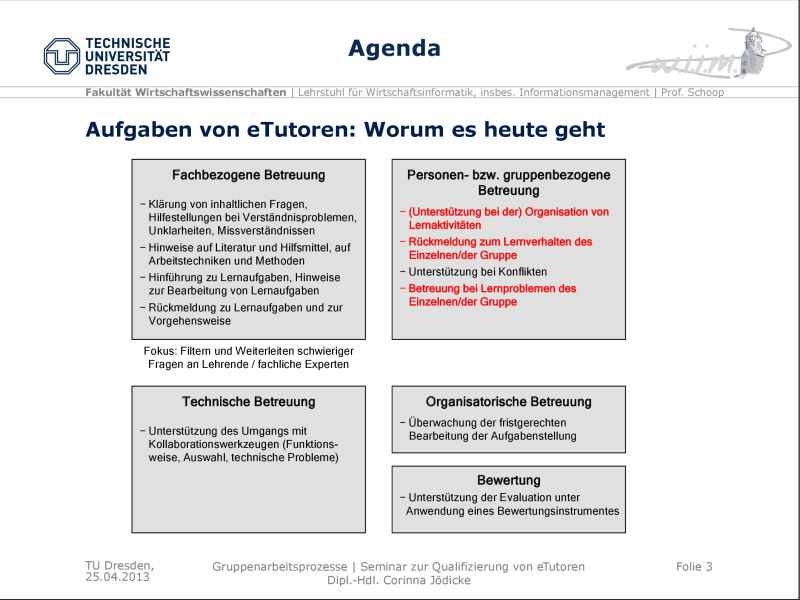 TECHNISCHE
UNIVERSITÄT
DRESDEN
Agenda
w.i.i.m.
Fakultät Wirtschaftswissenschaften | Lehrstuhl für Wirtschaftsinformatik, insbes. Informationsmanagement | Prof. Schoop
Aufgaben von eTutoren: Worum es heute geht
Fachbezogene Betreuung
− Klärung von inhaltlichen Fragen,
Hilfestellungen bei Verständnisproblemen,
Unklarheiten, Missverständnissen
− Hinweise auf Literatur und Hilfsmittel, auf
Arbeitstechniken und Methoden
− Hinführung zu Lernaufgaben, Hinweise
zur Bearbeitung von Lernaufgaben
− Rückmeldung zu Lernaufgaben und zur
Vorgehensweise
Fokus: Filtern und Weiterleiten schwieriger
Fragen an Lehrende / fachliche Experten
Personen- bzw. gruppenbezogene
Betreuung
− (Unterstützung bei der) Organisation von
Lernaktivitäten
− Rückmeldung zum Lernverhalten des
Einzelnen/der Gruppe
− Unterstützung bei Konflikten
− Betreuung bei Lernproblemen des
Einzelnen/der Gruppe
Technische Betreuung
− Unterstützung des Umgangs mit
Kollaborationswerkzeugen (Funktions-
weise, Auswahl, technische Probleme)
Organisatorische Betreuung
− Überwachung der fristgerechten
Bearbeitung der Aufgabenstellung
Bewertung
− Unterstützung der Evaluation unter
Anwendung eines Bewertungsinstrumentes
TU Dresden,
25.04.2013
Gruppenarbeitsprozesse | Seminar zur Qualifizierung von eTutoren
Dipl.-Hdl. Corinna Jödicke
Folie 3